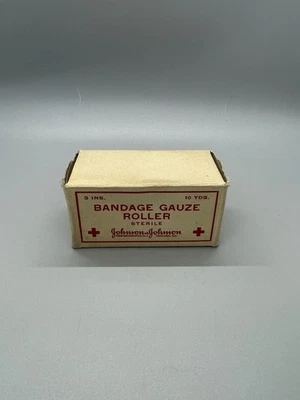 3 INS. 10 YDS.
BANDAGE GAUZE
ROLLER
STERILE
Johnson & Johnson